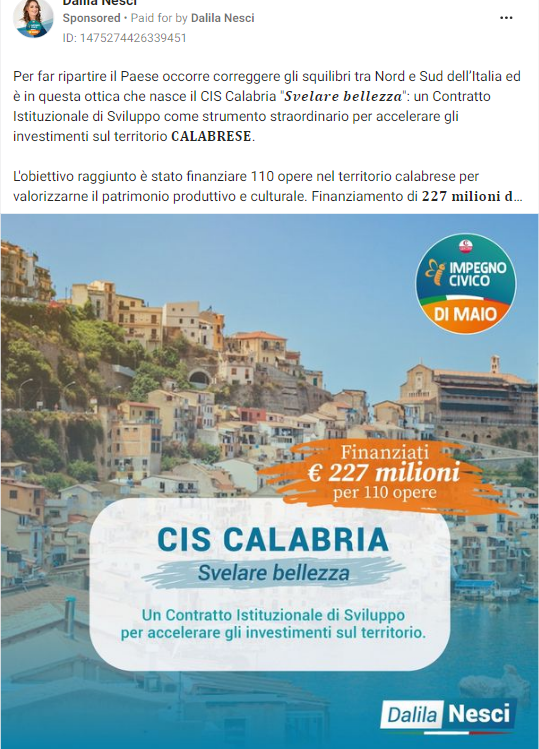 Dalila Nesci
Sponsored • Paid for by Dalila Nesci
ID: 1475274426339451
Per far ripartire il Paese occorre correggere gli squilibri tra Nord e Sud dell’Italia ed
è in questa ottica che nasce il CIS Calabria "Svelare bellezza": un Contratto
Istituzionale di Sviluppo come strumento straordinario per accelerare gli
investimenti sul territorio CALABRESE.
L'obiettivo raggiunto è stato finanziare 110 opere nel territorio calabrese per
valorizzarne il patrimonio produttivo e culturale. Finanziamento di 227 milioni d...
IMPEGNO
CIVICO
DI MAIO
Finanziati
€ 227 milioni
per 110 opere
CIS CALABRIA
Svelare bellezza
Un Contratto Istituzionale di Sviluppo
per accelerare gli investimenti sul territorio.
Dalila Nesci